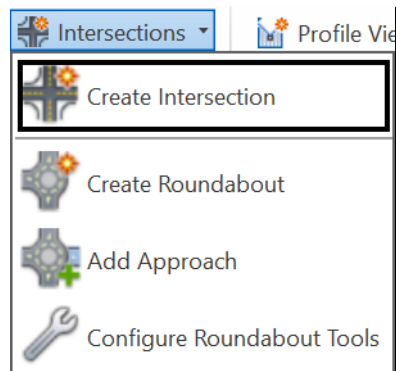 Intersections Profile Vie
Create Intersection
Create Roundabout
Add Approach
Configure Roundabout Tools